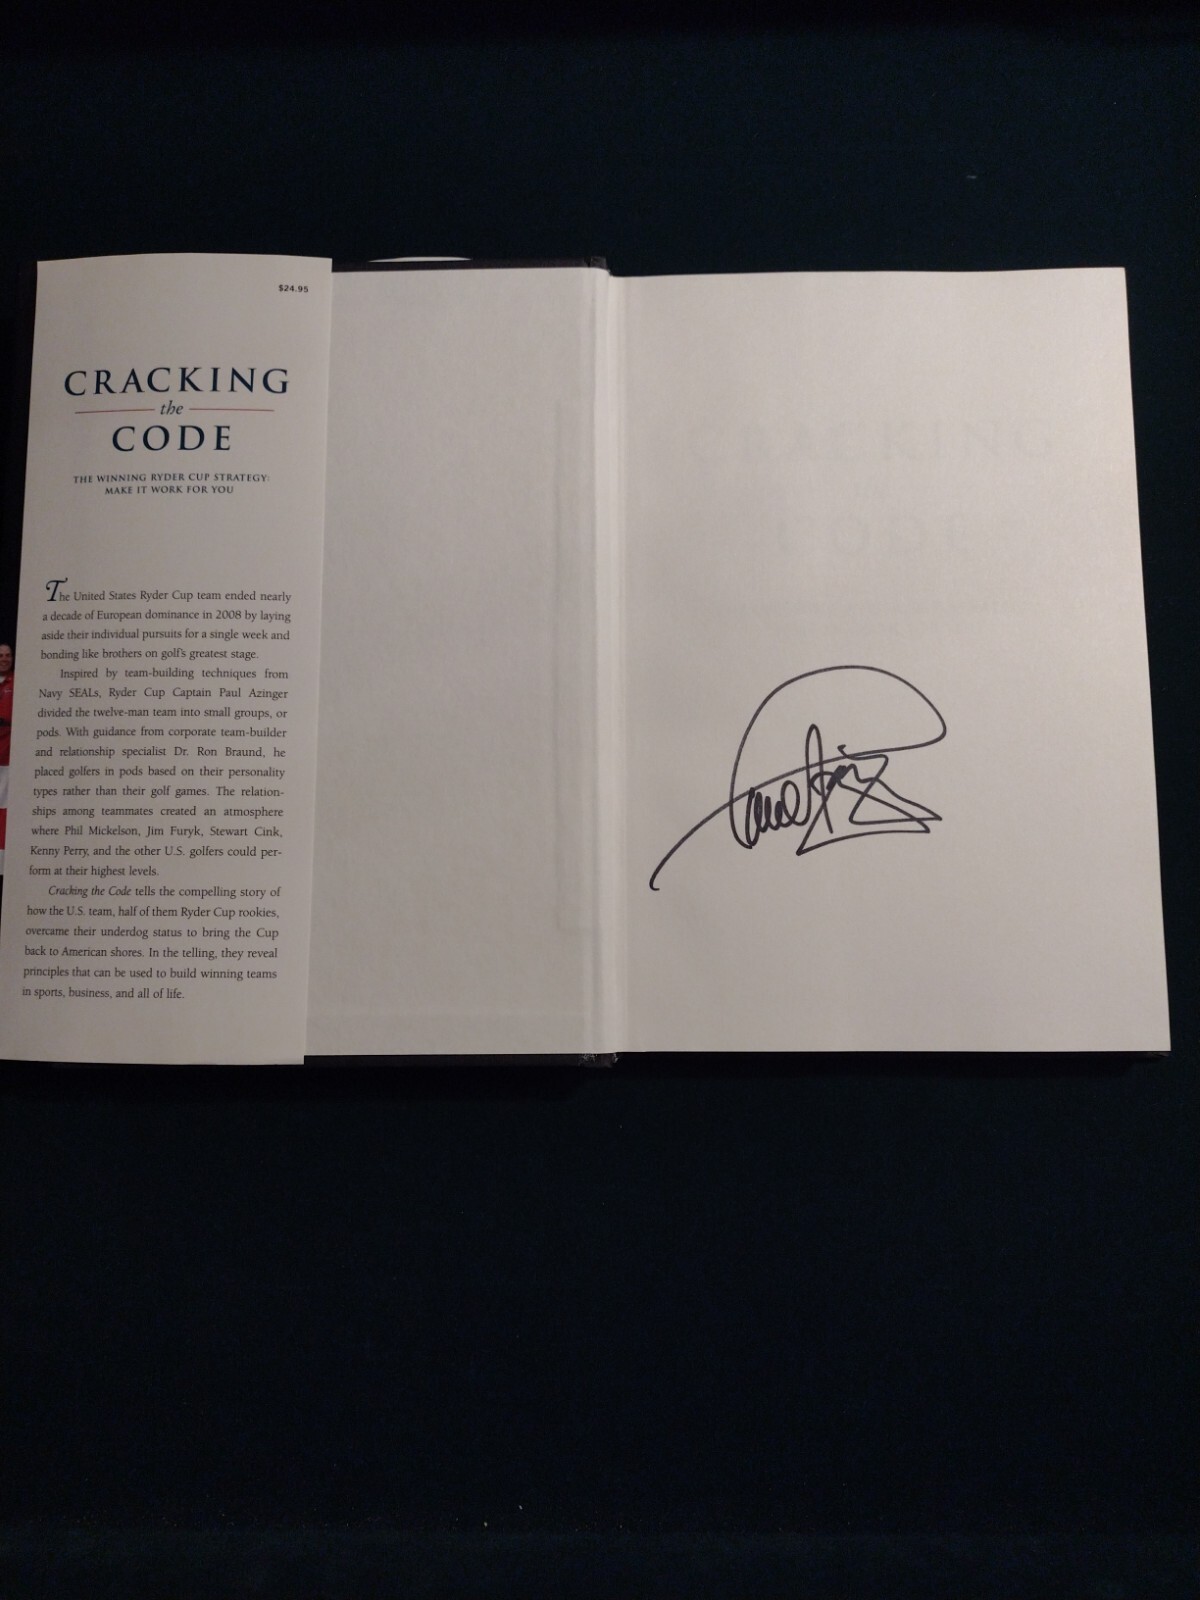 $24.95
CRACKING
the
CODE
THE WINNING RYDER CUP STRATEGY:
MAKE IT WORK FOR YOU
The United States Ryder Cup team ended nearly
a decade of European dominance in 2008 by laying
aside their individual pursuits for a single week and
bonding like brothers on golf's greatest stage.
Inspired by team-building techniques from
Navy SEALs, Ryder Cup Captain Paul Azinger
divided the twelve-man team into small groups, or
pods. With guidance from corporate team-builder
and relationship specialist Dr. Ron Braund, he
placed golfers in pods based on their personality
types rather than their golf games. The relation-
ships among teammates created an atmosphere
where Phil Mickelson, Jim Furyk, Stewart Cink,
Kenny Perry, and the other U.S. golfers could per-
form at their highest levels.
Cracking the Code tells the compelling story of
how the U.S. team, half of them Ryder Cup rookies,
overcame their underdog status to bring the Cup
back to American shores. In the telling, they reveal
principles that can be used to build winning teams
in sports, business, and all of life.